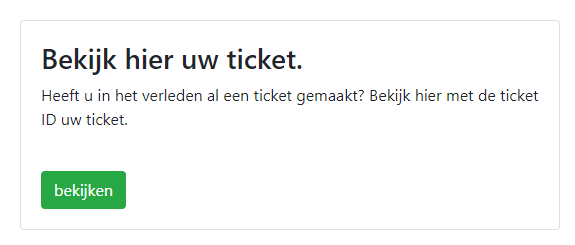 Bekijk hier uw ticket.
Heeft u in het verleden al een ticket gemaakt? Bekijk hier met de ticket
ID uw ticket.
bekijken